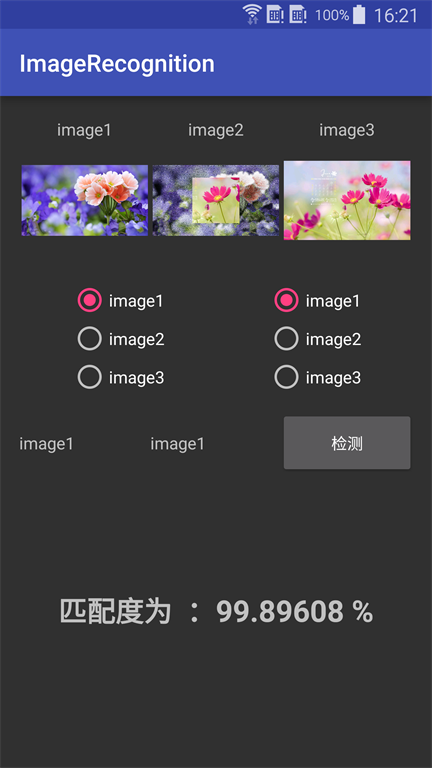 100% 16:21
ImageRecognition
image1 image2 image3
image1 image1
image2 image2
image3 image3
image1 image1 检测
匹配度为 ： 99.89608 %